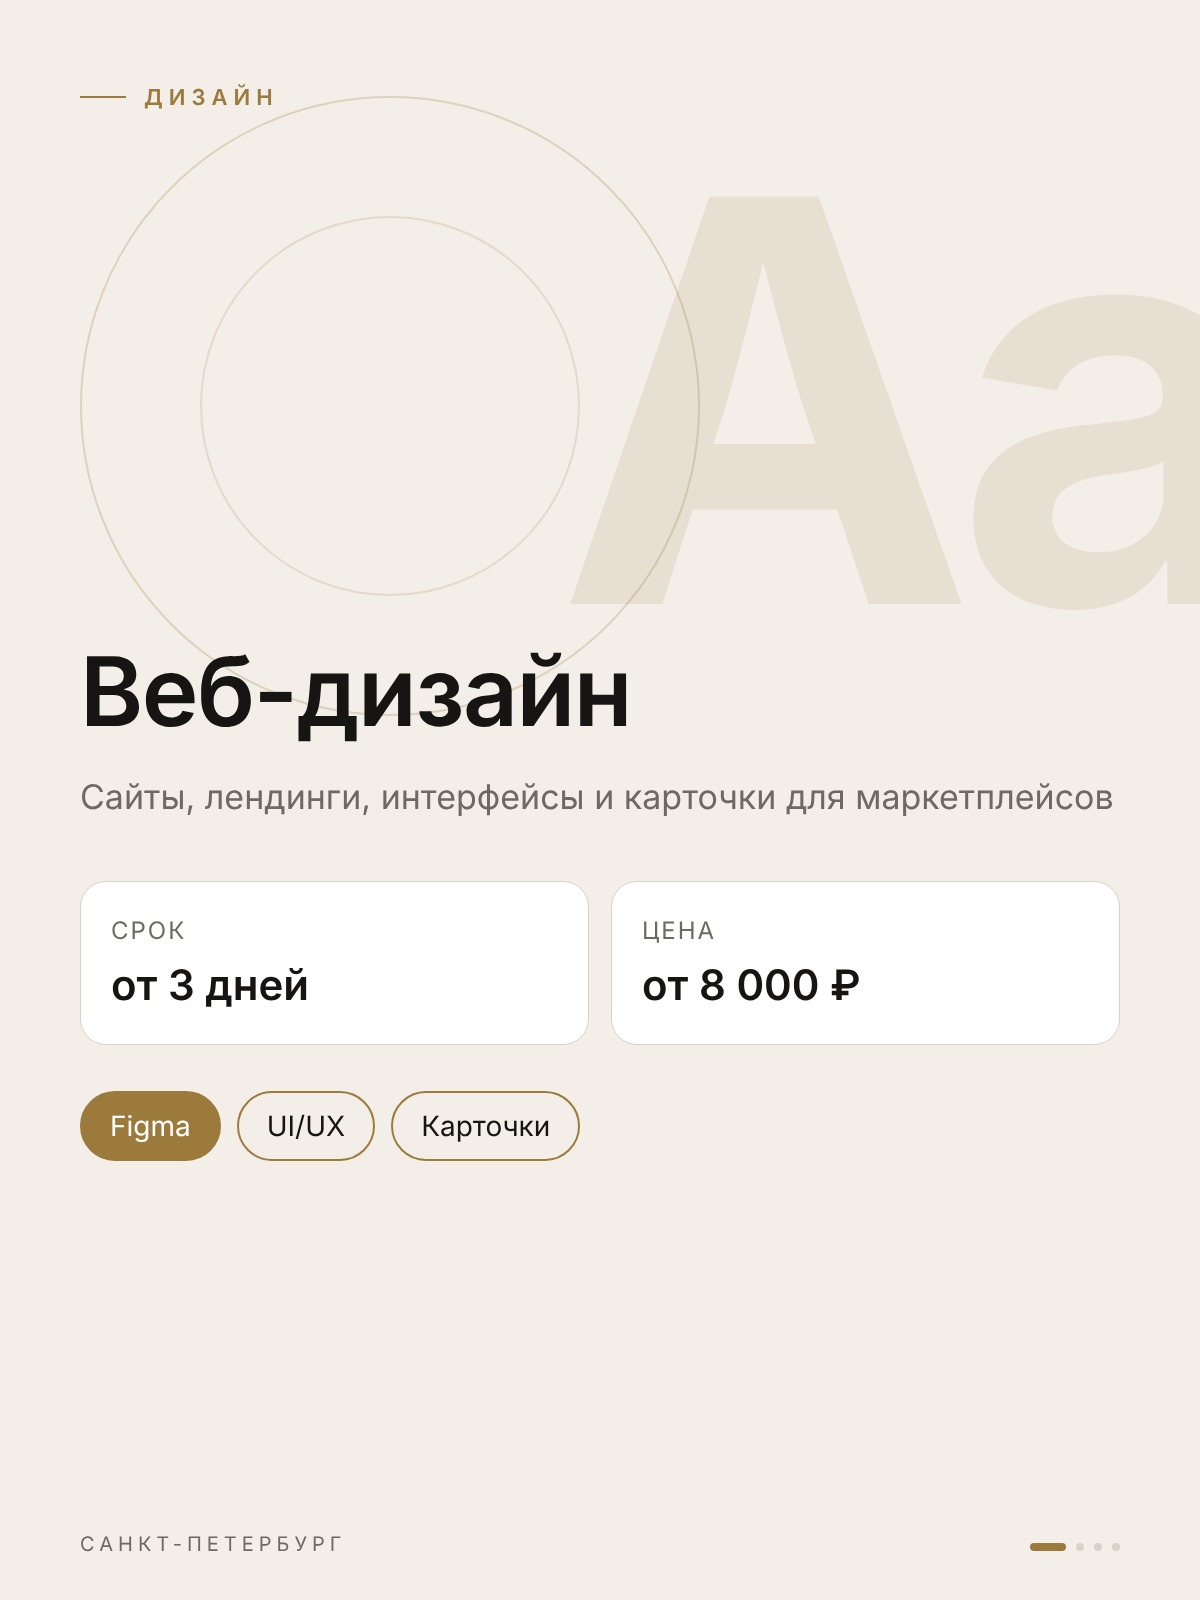 ДИЗАЙН
Aa
Веб-дизайн
Сайты, лендинги, интерфейсы и карточки для маркетплейсов
СРОК
от 3 дней
ЦЕНА
от 8 000 ₽
Figma
UI/UX
Карточки
САНКТ-ПЕТЕРБУРГ